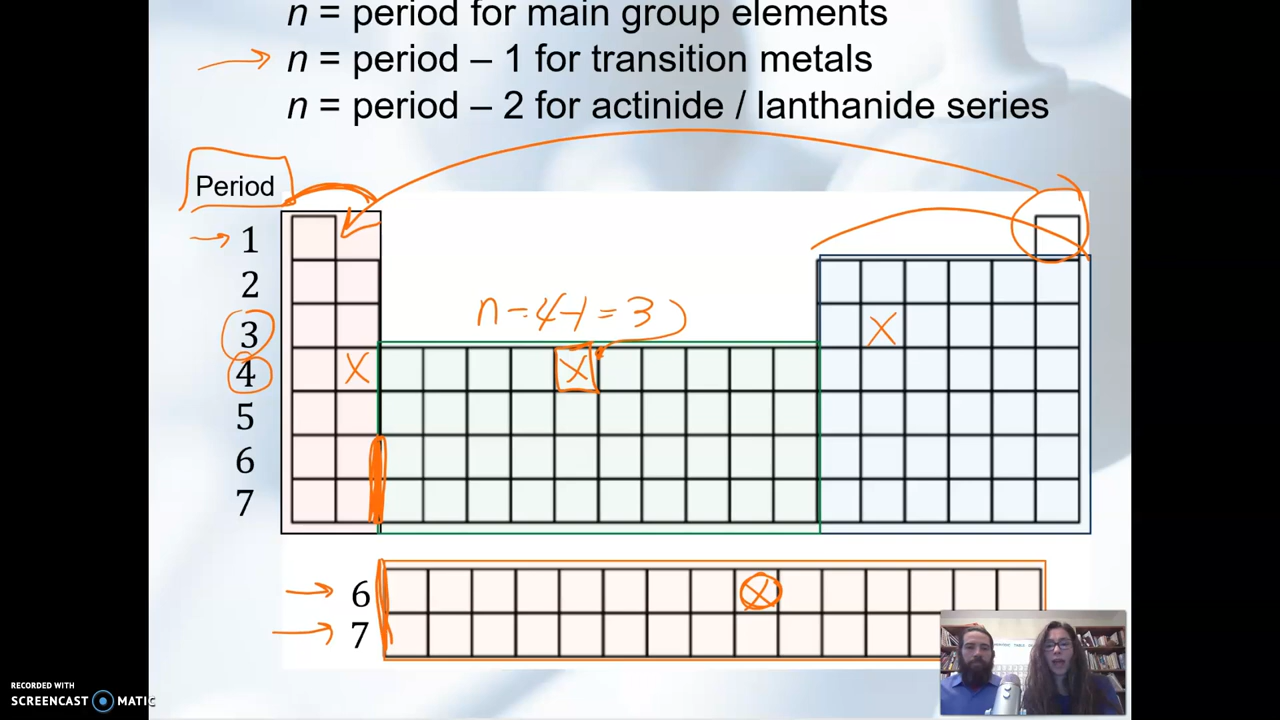 n = period for main group elements
n = period – 1 for transition metals
n = period – 2 for actinide / lanthanide series
Period
1
2
3
4
5
6
7
n = 4-1 = 3
X
X
X
6
X
7
RECORDED WITH
SCREENCAST MATIC